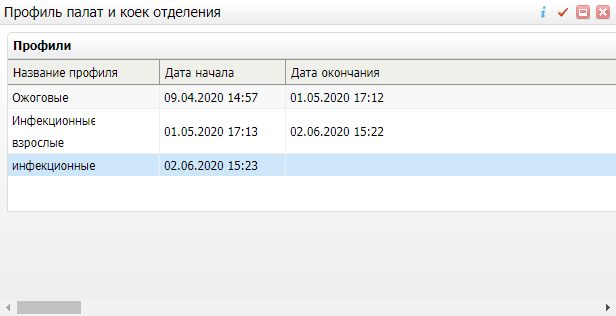 Профиль палат и коек отделения
Профили
Название профиля Дата начала Дата окончания
Ожоговые 09.04.2020 14:57 01.05.2020 17:12
Инфекционные
взрослые 01.05.2020 17:13 02.06.2020 15:22
инфекционные 02.06.2020 15:23